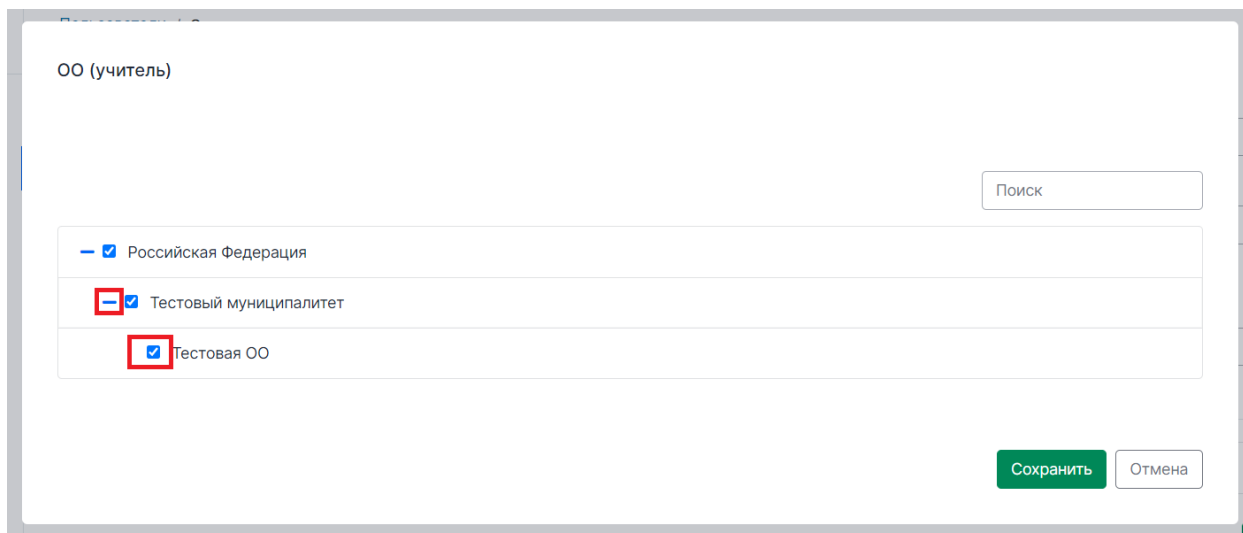 ОО (учитель)
Поиск
Российская Федерация
Тестовый муниципалитет
Тестовая ОО
Сохранить
Отмена